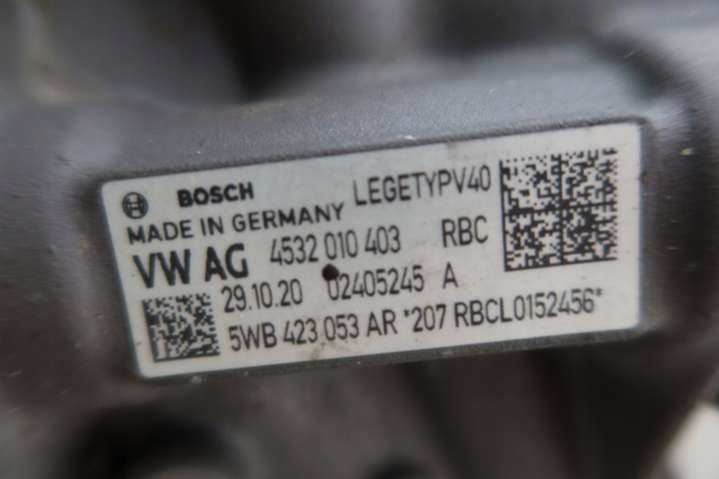 BOSCH LEGETYPV40
MADE IN GERMANY
VW AG 4532 010 403 RBC
29.10.20 02405245 A
5WB 423 053 AR *207 RBCL0152456*